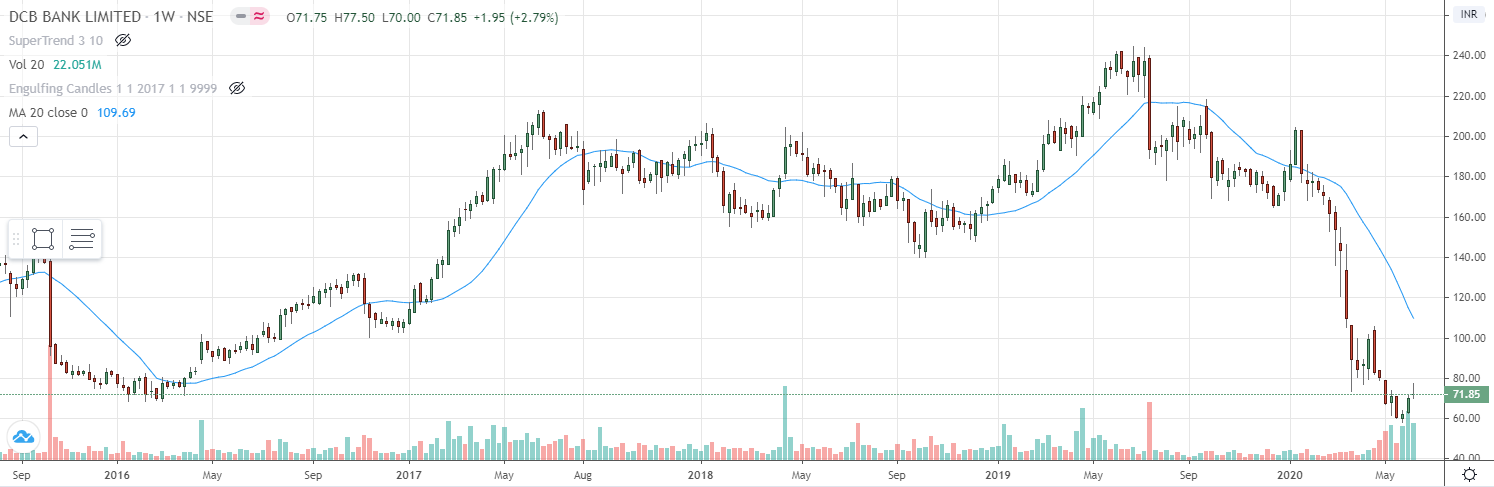 DCB BANK LIMITED · 1W · NSE O71.75 H77.50 L70.00 C71.85 +1.95 (+2.79%) INR
SuperTrend 3 10
Vol 20 22.051M
Engulfing Candles 1 1 2017 1 1 9999
MA 20 close 0 109.69
240.00
220.00
200.00
180.00
160.00
140.00
120.00
100.00
80.00
71.85
60.00
40.00
Sep 2016 May Sep 2017 May Aug 2018 May Sep 2019 May Sep 2020 May